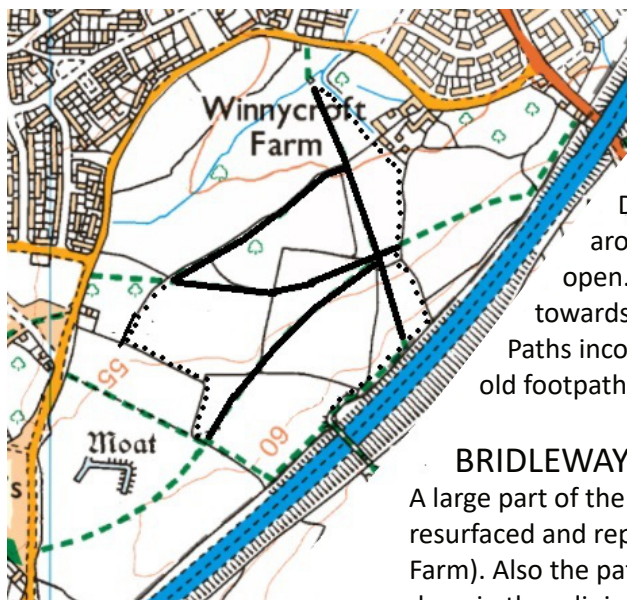 Winnycroft
Farm
D
aro
open.
towards
Paths inco
old footpath
55
60
Moat
s
BRIDLEWAY
A large part of the
resurfaced and rep
Farm). Also the pat